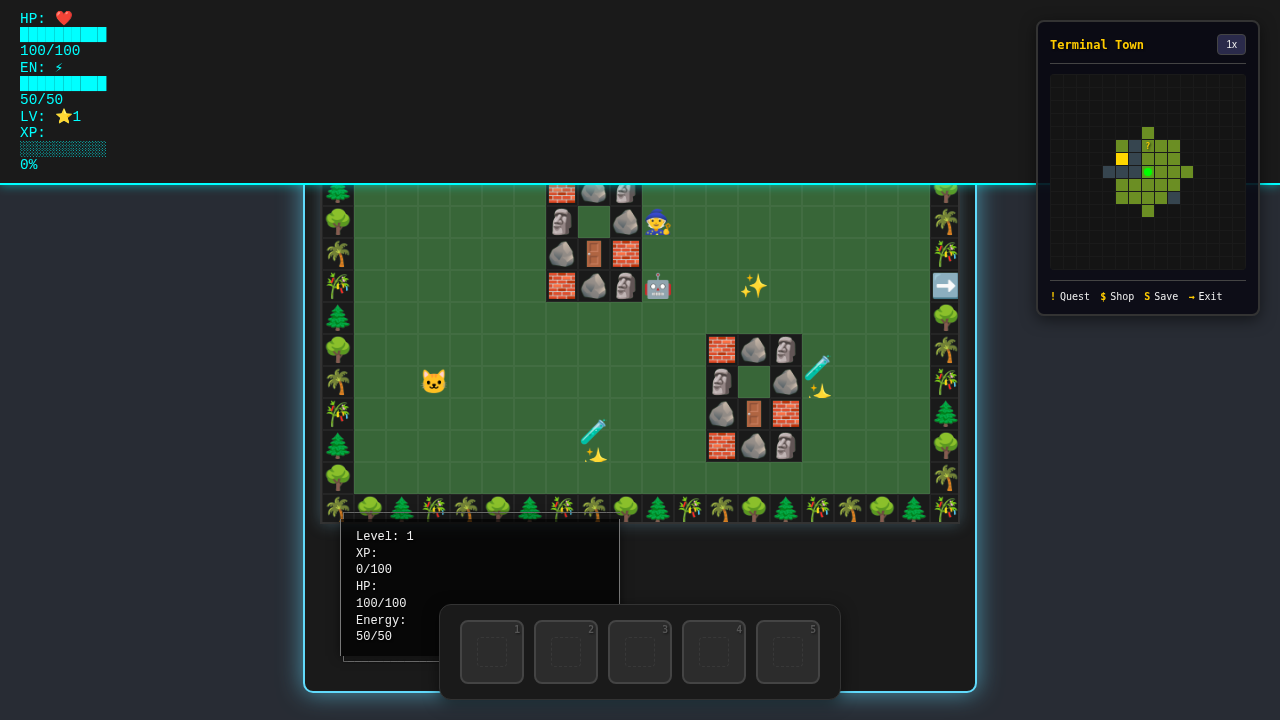 HP: ❤️
██████████
100/100
EN: ⚡
██████████
50/50
LV: ⭐1
XP:
░░░░░░░░░░
0%
Terminal Town
1x
?
! Quest $ Shop S Save → Exit
Level: 1
XP:
0/100
HP:
100/100
Energy:
50/50
1 2 3 4 5